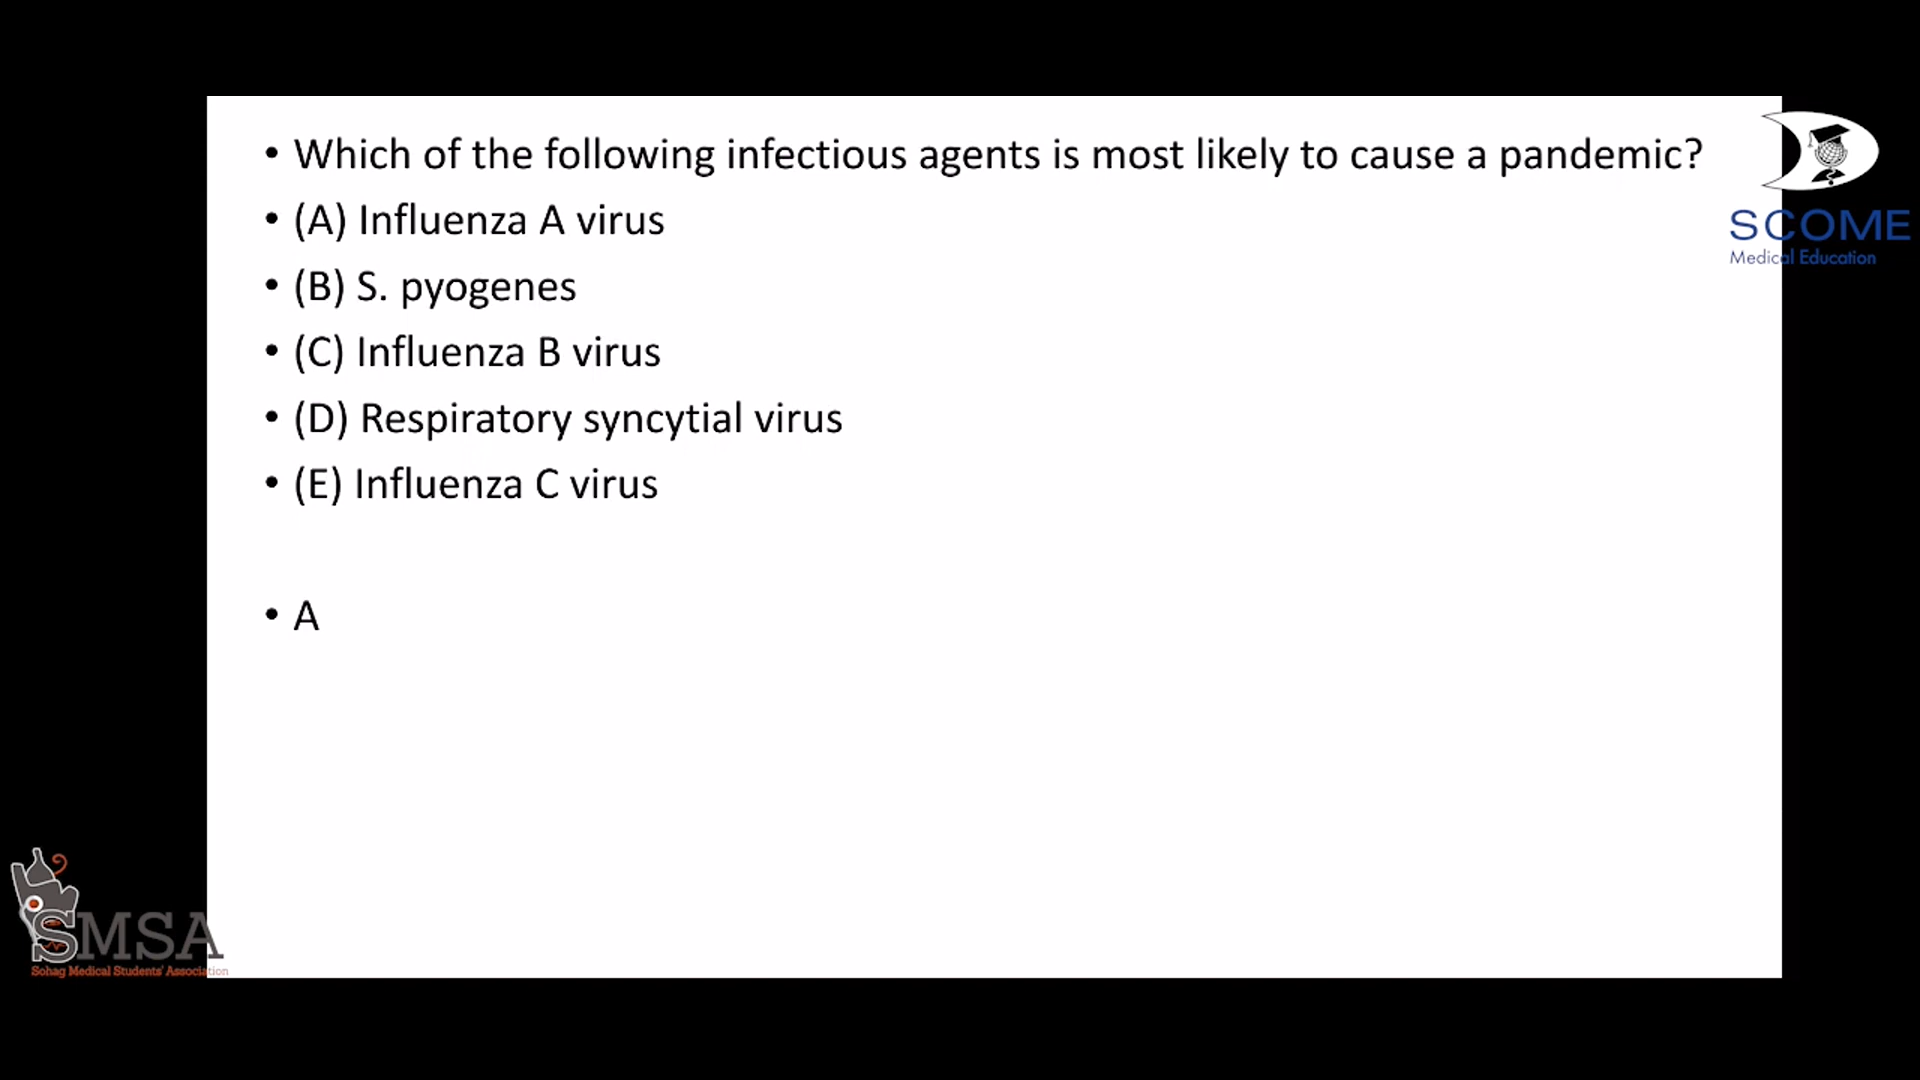 • Which of the following infectious agents is most likely to cause a pandemic?
• (A) Influenza A virus
• (B) S. pyogenes
• (C) Influenza B virus
• (D) Respiratory syncytial virus
• (E) Influenza C virus
• A
SCOME
Medical Education
SMSA
Sohag Medical Students' Association